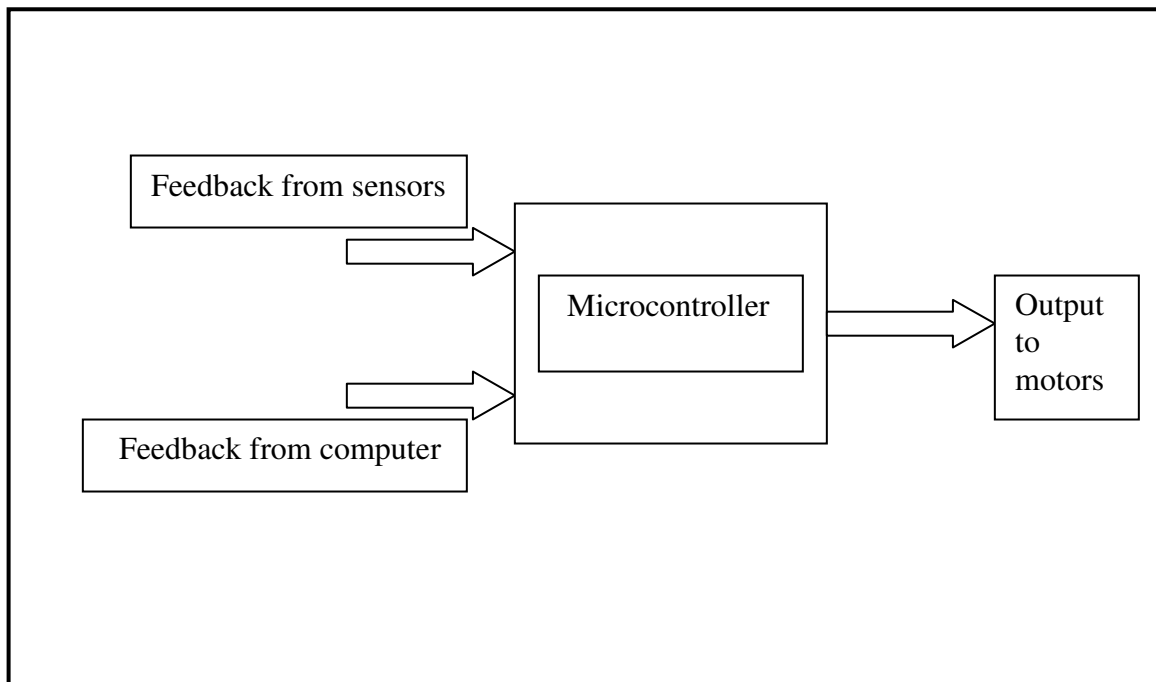 Feedback from sensors
Microcontroller
Output
to
motors
Feedback from computer